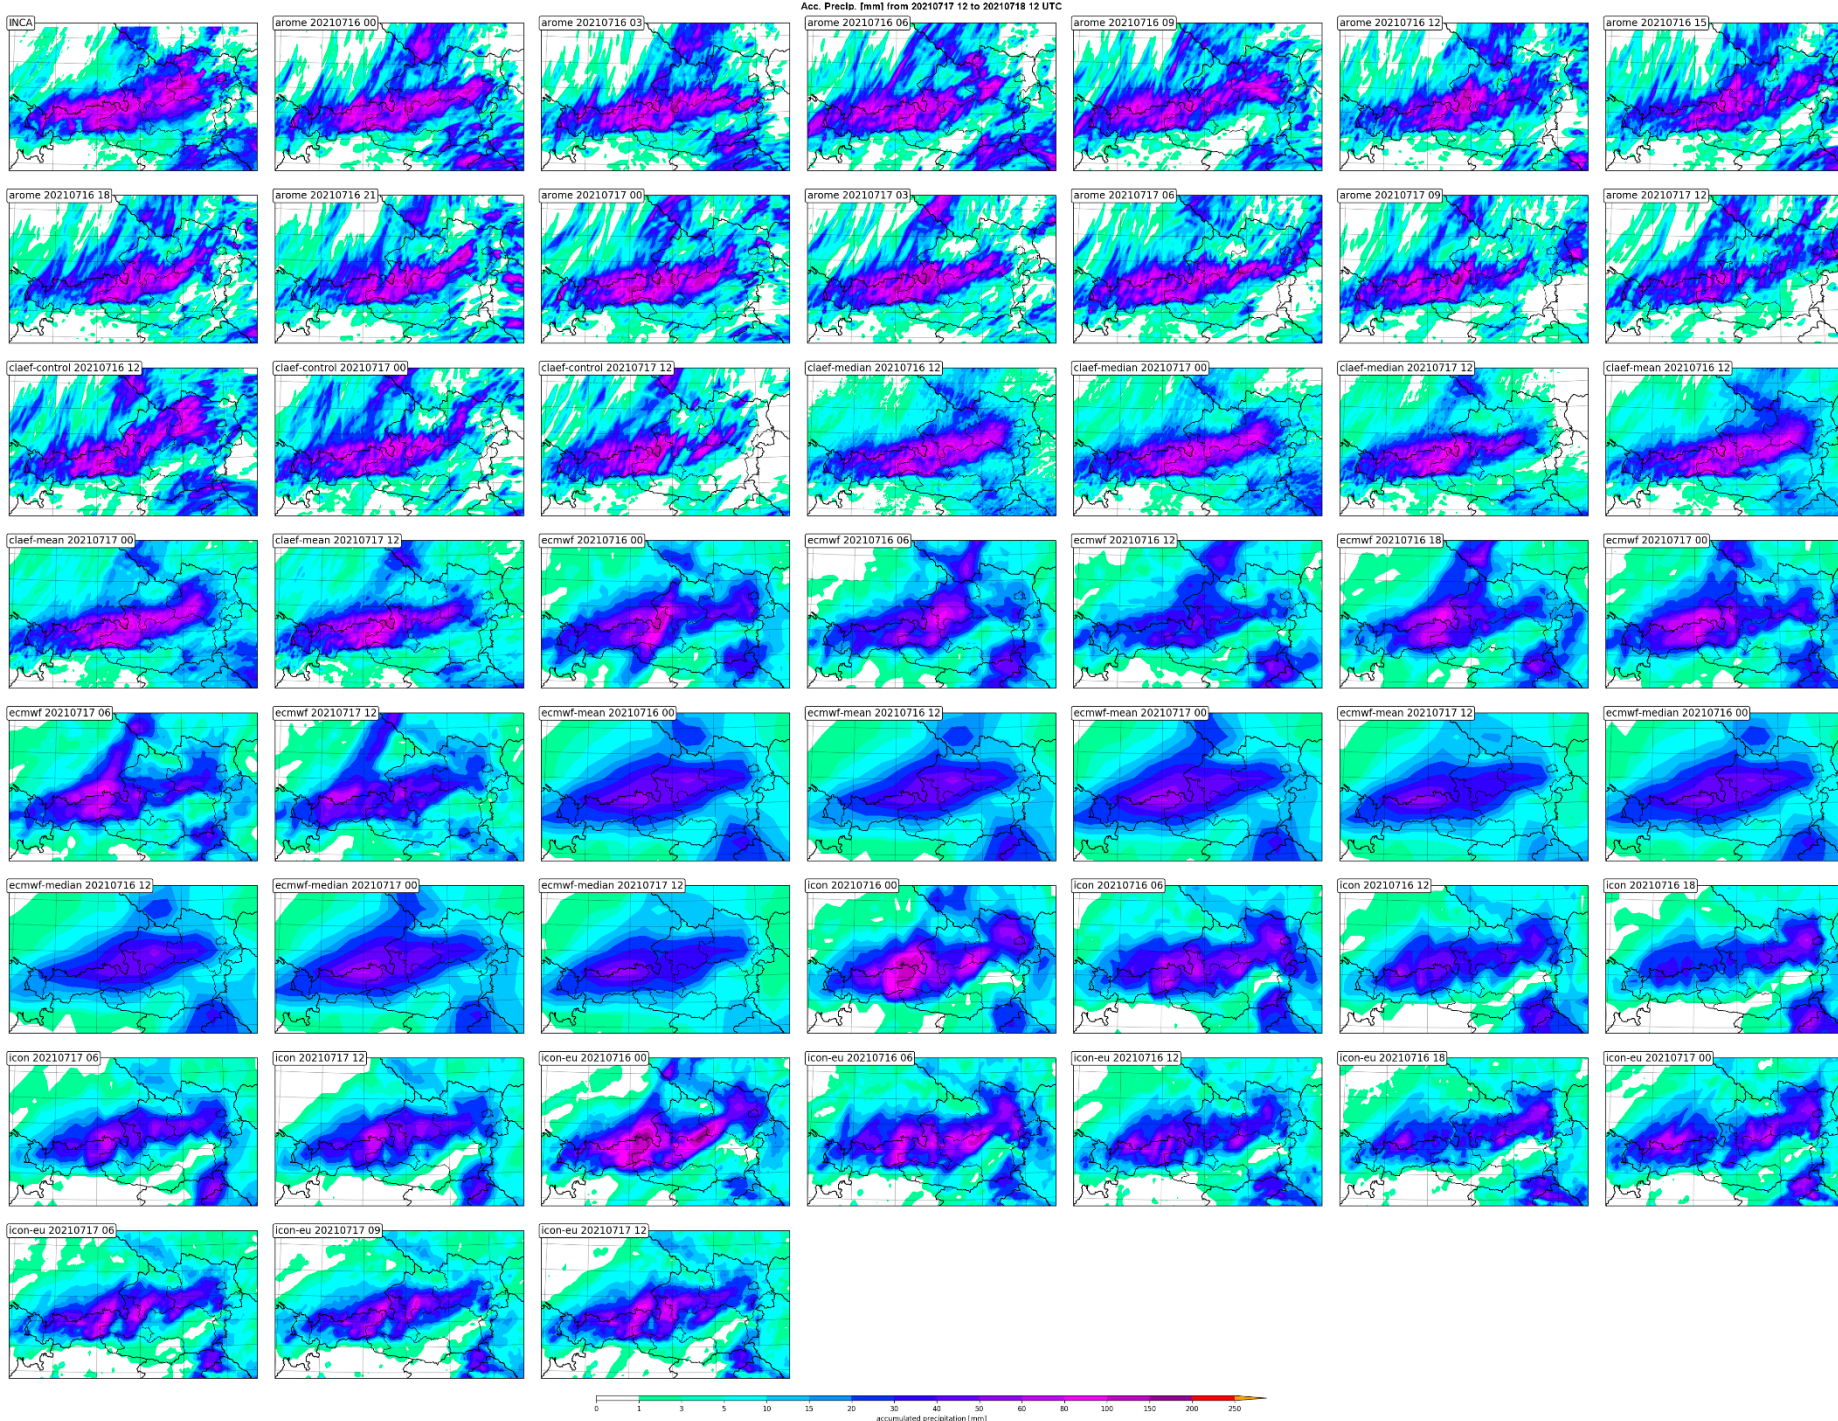 Acc. Precip. [mm] from 20210717 12 to 20210718 12 UTC
INCA
arome 20210716 00
arome 20210716 03
arome 20210716 06
arome 20210716 09
arome 20210716 12
arome 20210716 15
arome 20210716 18
arome 20210716 21
arome 20210717 00
arome 20210717 03
arome 20210717 06
arome 20210717 09
arome 20210717 12
claef-control 20210716 12
claef-control 20210717 00
claef-control 20210717 12
claef-median 20210716 12
claef-median 20210717 00
claef-median 20210717 12
claef-mean 20210716 12
claef-mean 20210717 00
claef-mean 20210717 12
ecmwf 20210716 00
ecmwf 20210716 06
ecmwf 20210716 12
ecmwf 20210716 18
ecmwf 20210717 00
ecmwf 20210717 06
ecmwf 20210717 12
ecmwf-mean 20210716 00
ecmwf-mean 20210716 12
ecmwf-mean 20210717 00
ecmwf-mean 20210717 12
ecmwf-median 20210716 00
ecmwf-median 20210716 12
ecmwf-median 20210717 00
ecmwf-median 20210717 12
icon 20210716 00
icon 20210716 06
icon 20210716 12
icon 20210716 18
icon 20210717 06
icon 20210717 12
icon-eu 20210716 00
icon-eu 20210716 06
icon-eu 20210716 12
icon-eu 20210716 18
icon-eu 20210717 00
icon-eu 20210717 06
icon-eu 20210717 09
icon-eu 20210717 12
0 1 3 5 10 15 20 30 40 50 60 80 100 150 200 250
accumulated precipitation [mm]